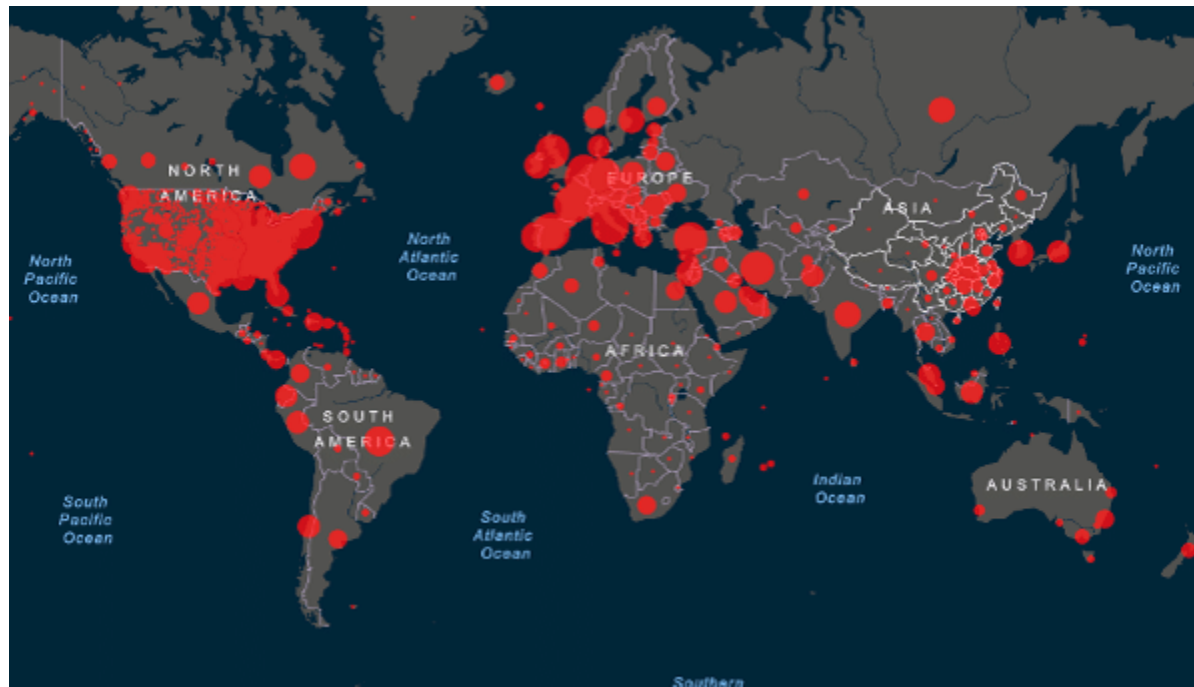 NORTH
AMERICA
EUROPE
ASIA
North
Pacific
Ocean
North
Atlantic
Ocean
North
Pacific
Ocean
AFRICA
SOUTH
AMERICA
Indian
Ocean
AUSTRALIA
South
Pacific
Ocean
South
Atlantic
Ocean
Southern